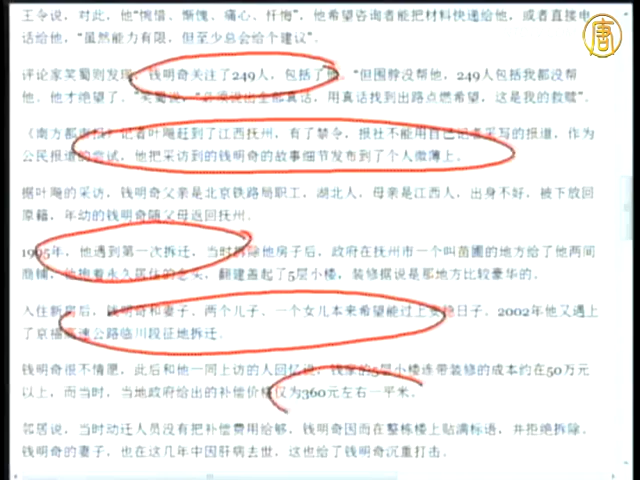 唐
王令说，对此，他“惋惜、惭愧、痛心、忏悔”，他希望咨询者能把材料快递给他，或者直接电
话给他，“虽然能力有限，但至少总会给个建议”．
评论家笑蜀则发现，钱明奇关注了249人，包括了他．“但围脖没帮他，249人包括我都没帮
他．他才绝望了．”笑蜀说，“必须说出全部真话，用真话找到出路点燃希望，这是我的救赎”．
《南方都市报》记者叶飚赶到了江西抚州，有了禁令，报社不能用自己记者采写的报道，作为
公民报道的尝试，他把采访到的钱明奇的故事细节发布到了个人微薄上．
据叶飚的采访，钱明奇父亲是北京铁路局职工，湖北人，母亲是江西人，出身不好，被下放回
原籍，年幼的钱明奇随父母返回抚州．
1995年，他遇到第一次拆迁，当时拆除他房子后，政府在抚州市一个叫苗圃的地方给了他两间
商铺，他抱着永久居住的念头，翻建盖起了5层小楼，装修据说是那地方比较豪华的．
入住新房后，钱明奇和妻子、两个儿子、一个女儿本来希望能过上安稳日子．2002年他又遇上
了京福高速公路临川段征地拆迁．
钱明奇很不情愿，此后和他一同上访的人回忆说，钱家的5层小楼连带装修的成本约在50万元
以上，而当时，当地政府给出的补偿价格仅为360元左右一平米．
邻居说，当时动迁人员没有把补偿费用给够，钱明奇因而在整栋楼上贴满标语，并拒绝拆除．
钱明奇的妻子，也在这几年中国肝病去世，这也给了钱明奇沉重打击．